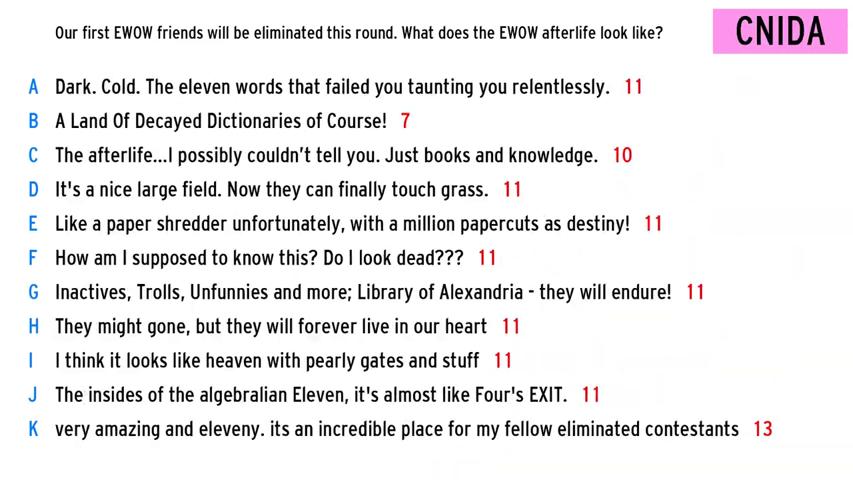 Our first EWOW friends will be eliminated this round. What does the EWOW afterlife look like?
CNIDA
A Dark. Cold. The eleven words that failed you taunting you relentlessly. 11
B A Land Of Decayed Dictionaries of Course! 7
C The afterlife...I possibly couldn't tell you. Just books and knowledge. 10
D It's a nice large field. Now they can finally touch grass. 11
E Like a paper shredder unfortunately, with a million papercuts as destiny! 11
F How am I supposed to know this? Do I look dead??? 11
G Inactives, Trolls, Unfunnies and more; Library of Alexandria - they will endure! 11
H They might gone, but they will forever live in our heart 11
I I think it looks like heaven with pearly gates and stuff 11
J The insides of the algebralian Eleven, it's almost like Four's EXIT. 11
K very amazing and eleveny. its an incredible place for my fellow eliminated contestants 13